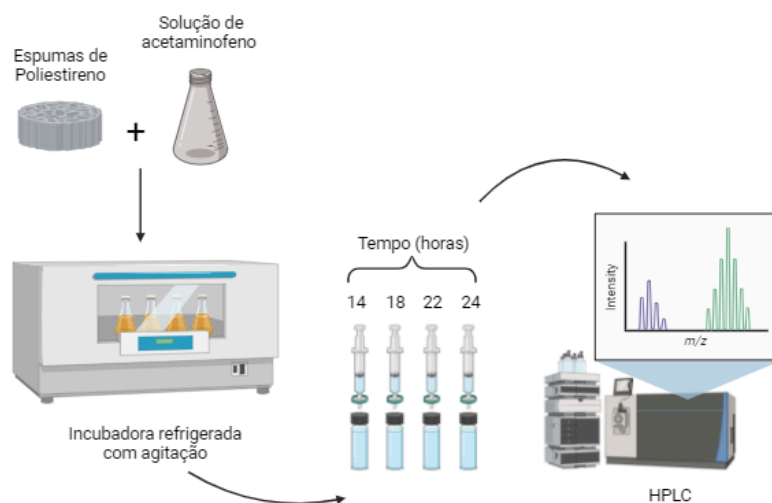 Solução de
acetaminofeno
Espumas de
Poliestireno
+
Tempo (horas)
14 18 22 24
Intensity
m/z
Incubadora refrigerada
com agitação
HPLC